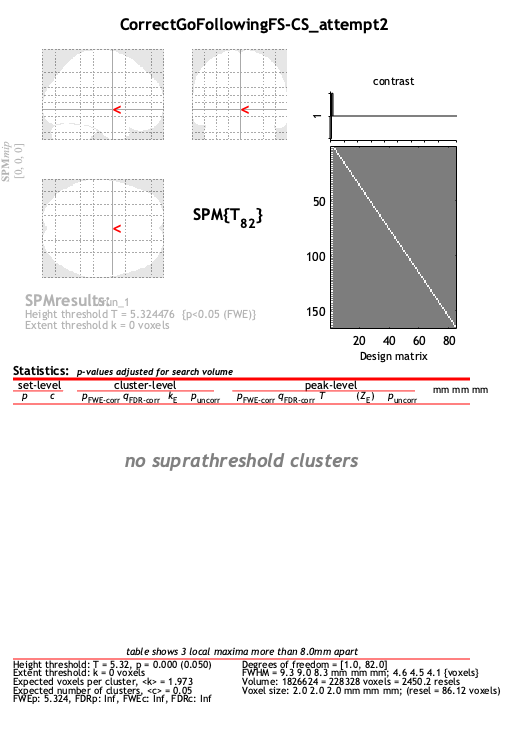 CorrectGoFollowingFS-CS_attempt2
contrast
1
SPMmip
[0, 0, 0]
<
<
<
SPM{T82}
50
100
150
20 40 60 80
Design matrix
SPMresults:
Height threshold T = 5.324476 {p<0.05 (FWE)}
Extent threshold k = 0 voxels
Statistics: p-values adjusted for search volume
set-level cluster-level peak-level mm mm mm
p c pFWE-corr qFDR-corr kE puncorr pFWE-corr qFDR-corr T (ZE) puncorr
no suprathreshold clusters
table shows 3 local maxima more than 8.0mm apart
Height threshold: T = 5.32, p = 0.000 (0.050)
Extent threshold: k = 0 voxels
Expected voxels per cluster, <k> = 1.973
Expected number of clusters, <c> = 0.05
FWEp: 5.324, FDRp: Inf, FWEc: Inf, FDRc: Inf
Degrees of freedom = [1.0, 82.0]
FWHM = 9.3 9.0 8.3 mm mm mm; 4.6 4.5 4.1 {voxels}
Volume: 1826624 = 228328 voxels = 2450.2 resels
Voxel size: 2.0 2.0 2.0 mm mm mm; (resel = 86.12 voxels)